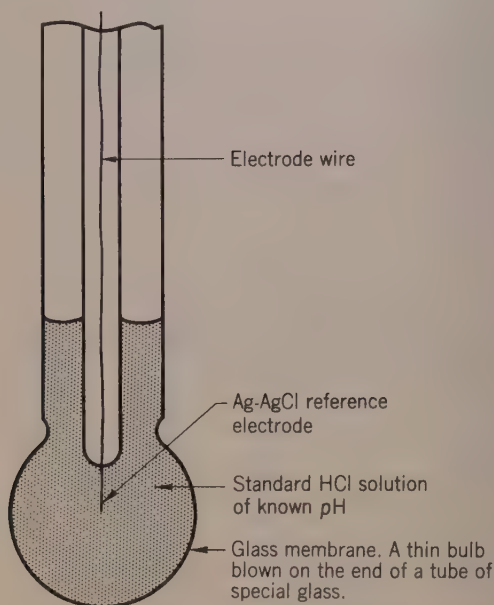 Electrode wire
Ag-AgCl reference
electrode
Standard HCl solution
of known pH
Glass membrane. A thin bulb
blown on the end of a tube of
special glass.